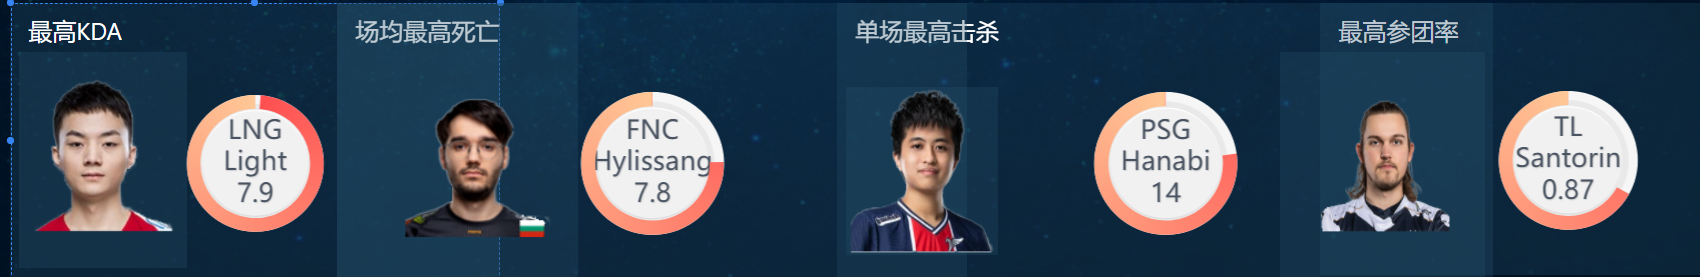 最高KDA
LNG
Light
7.9
场均最高死亡
FNC
Hylissang
7.8
单场最高击杀
PSG
Hanabi
14
最高参团率
TL
Santorin
0.87